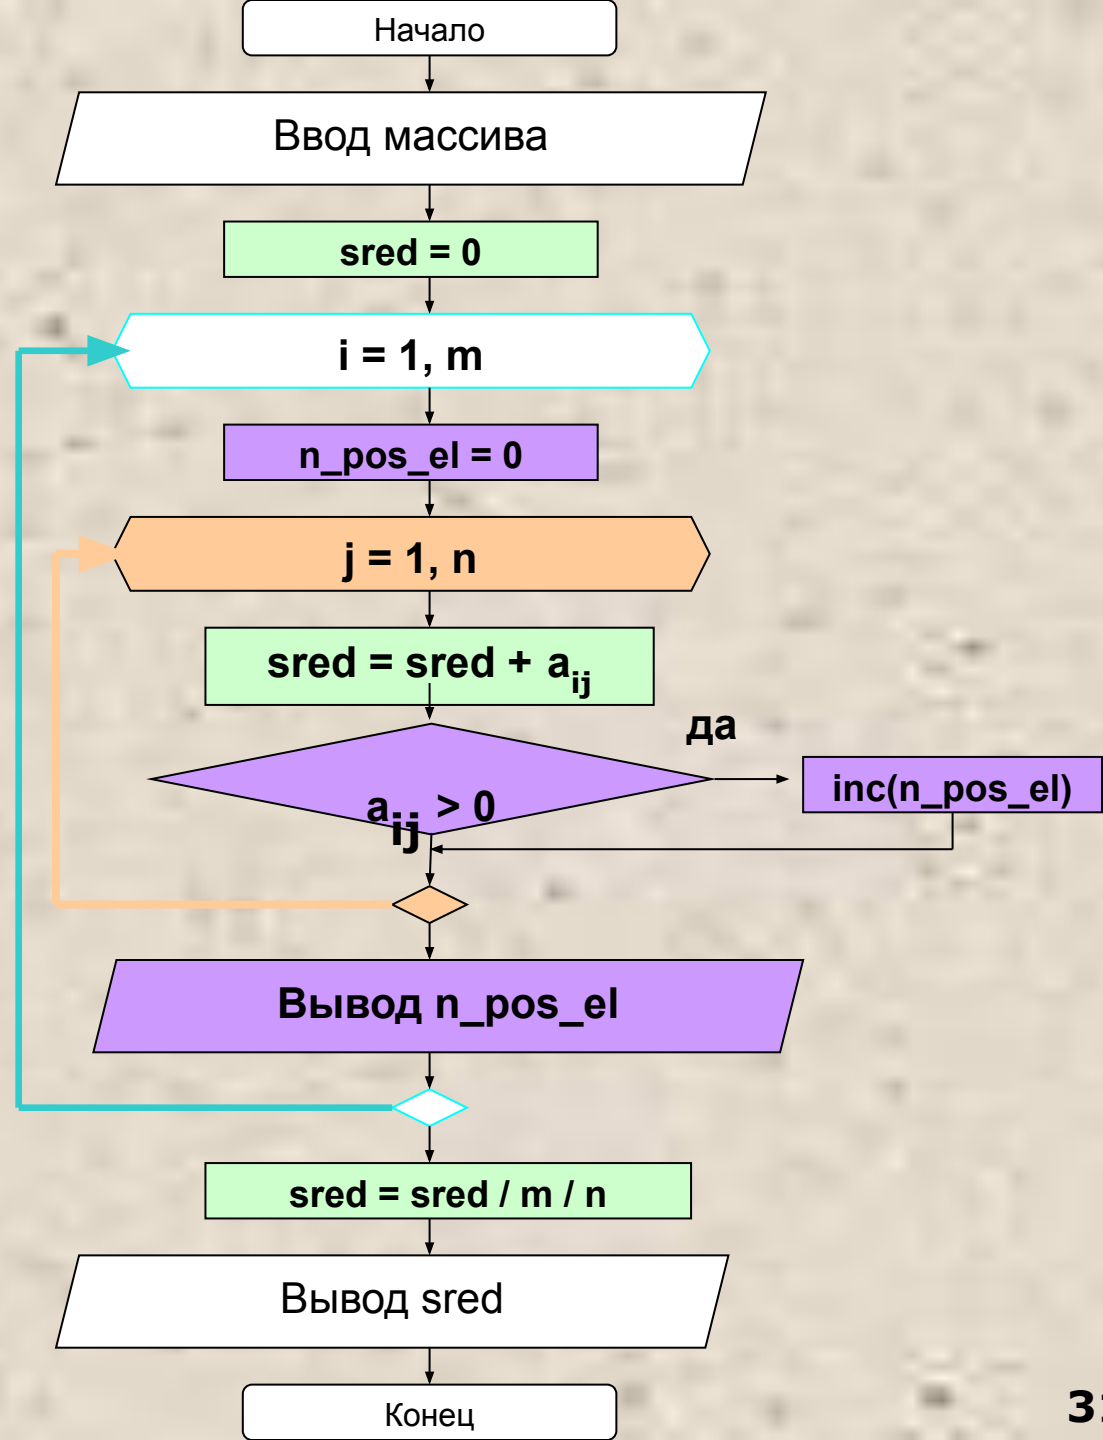 Начало
Ввод массива
sred = 0
i = 1, m
n_pos_el = 0
j = 1, n
sred = sred + aij
да
aij > 0
inc(n_pos_el)
Вывод n_pos_el
sred = sred / m / n
Вывод sred
Конец